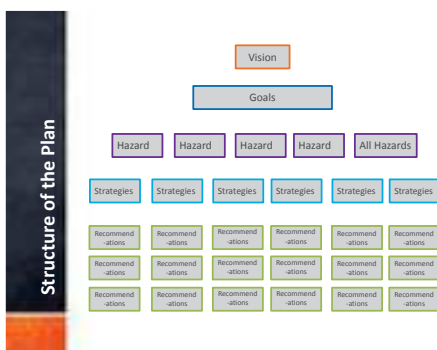 Structure of the Plan
Vision
Goals
Hazard Hazard Hazard Hazard All Hazards
Strategies Strategies Strategies Strategies Strategies Strategies
Recommend Recommend Recommend Recommend Recommend Recommend
-ations -ations -ations -ations -ations -ations
Recommend Recommend Recommend Recommend Recommend Recommend
-ations -ations -ations -ations -ations -ations
Recommend Recommend Recommend Recommend Recommend Recommend
-ations -ations -ations -ations -ations -ations